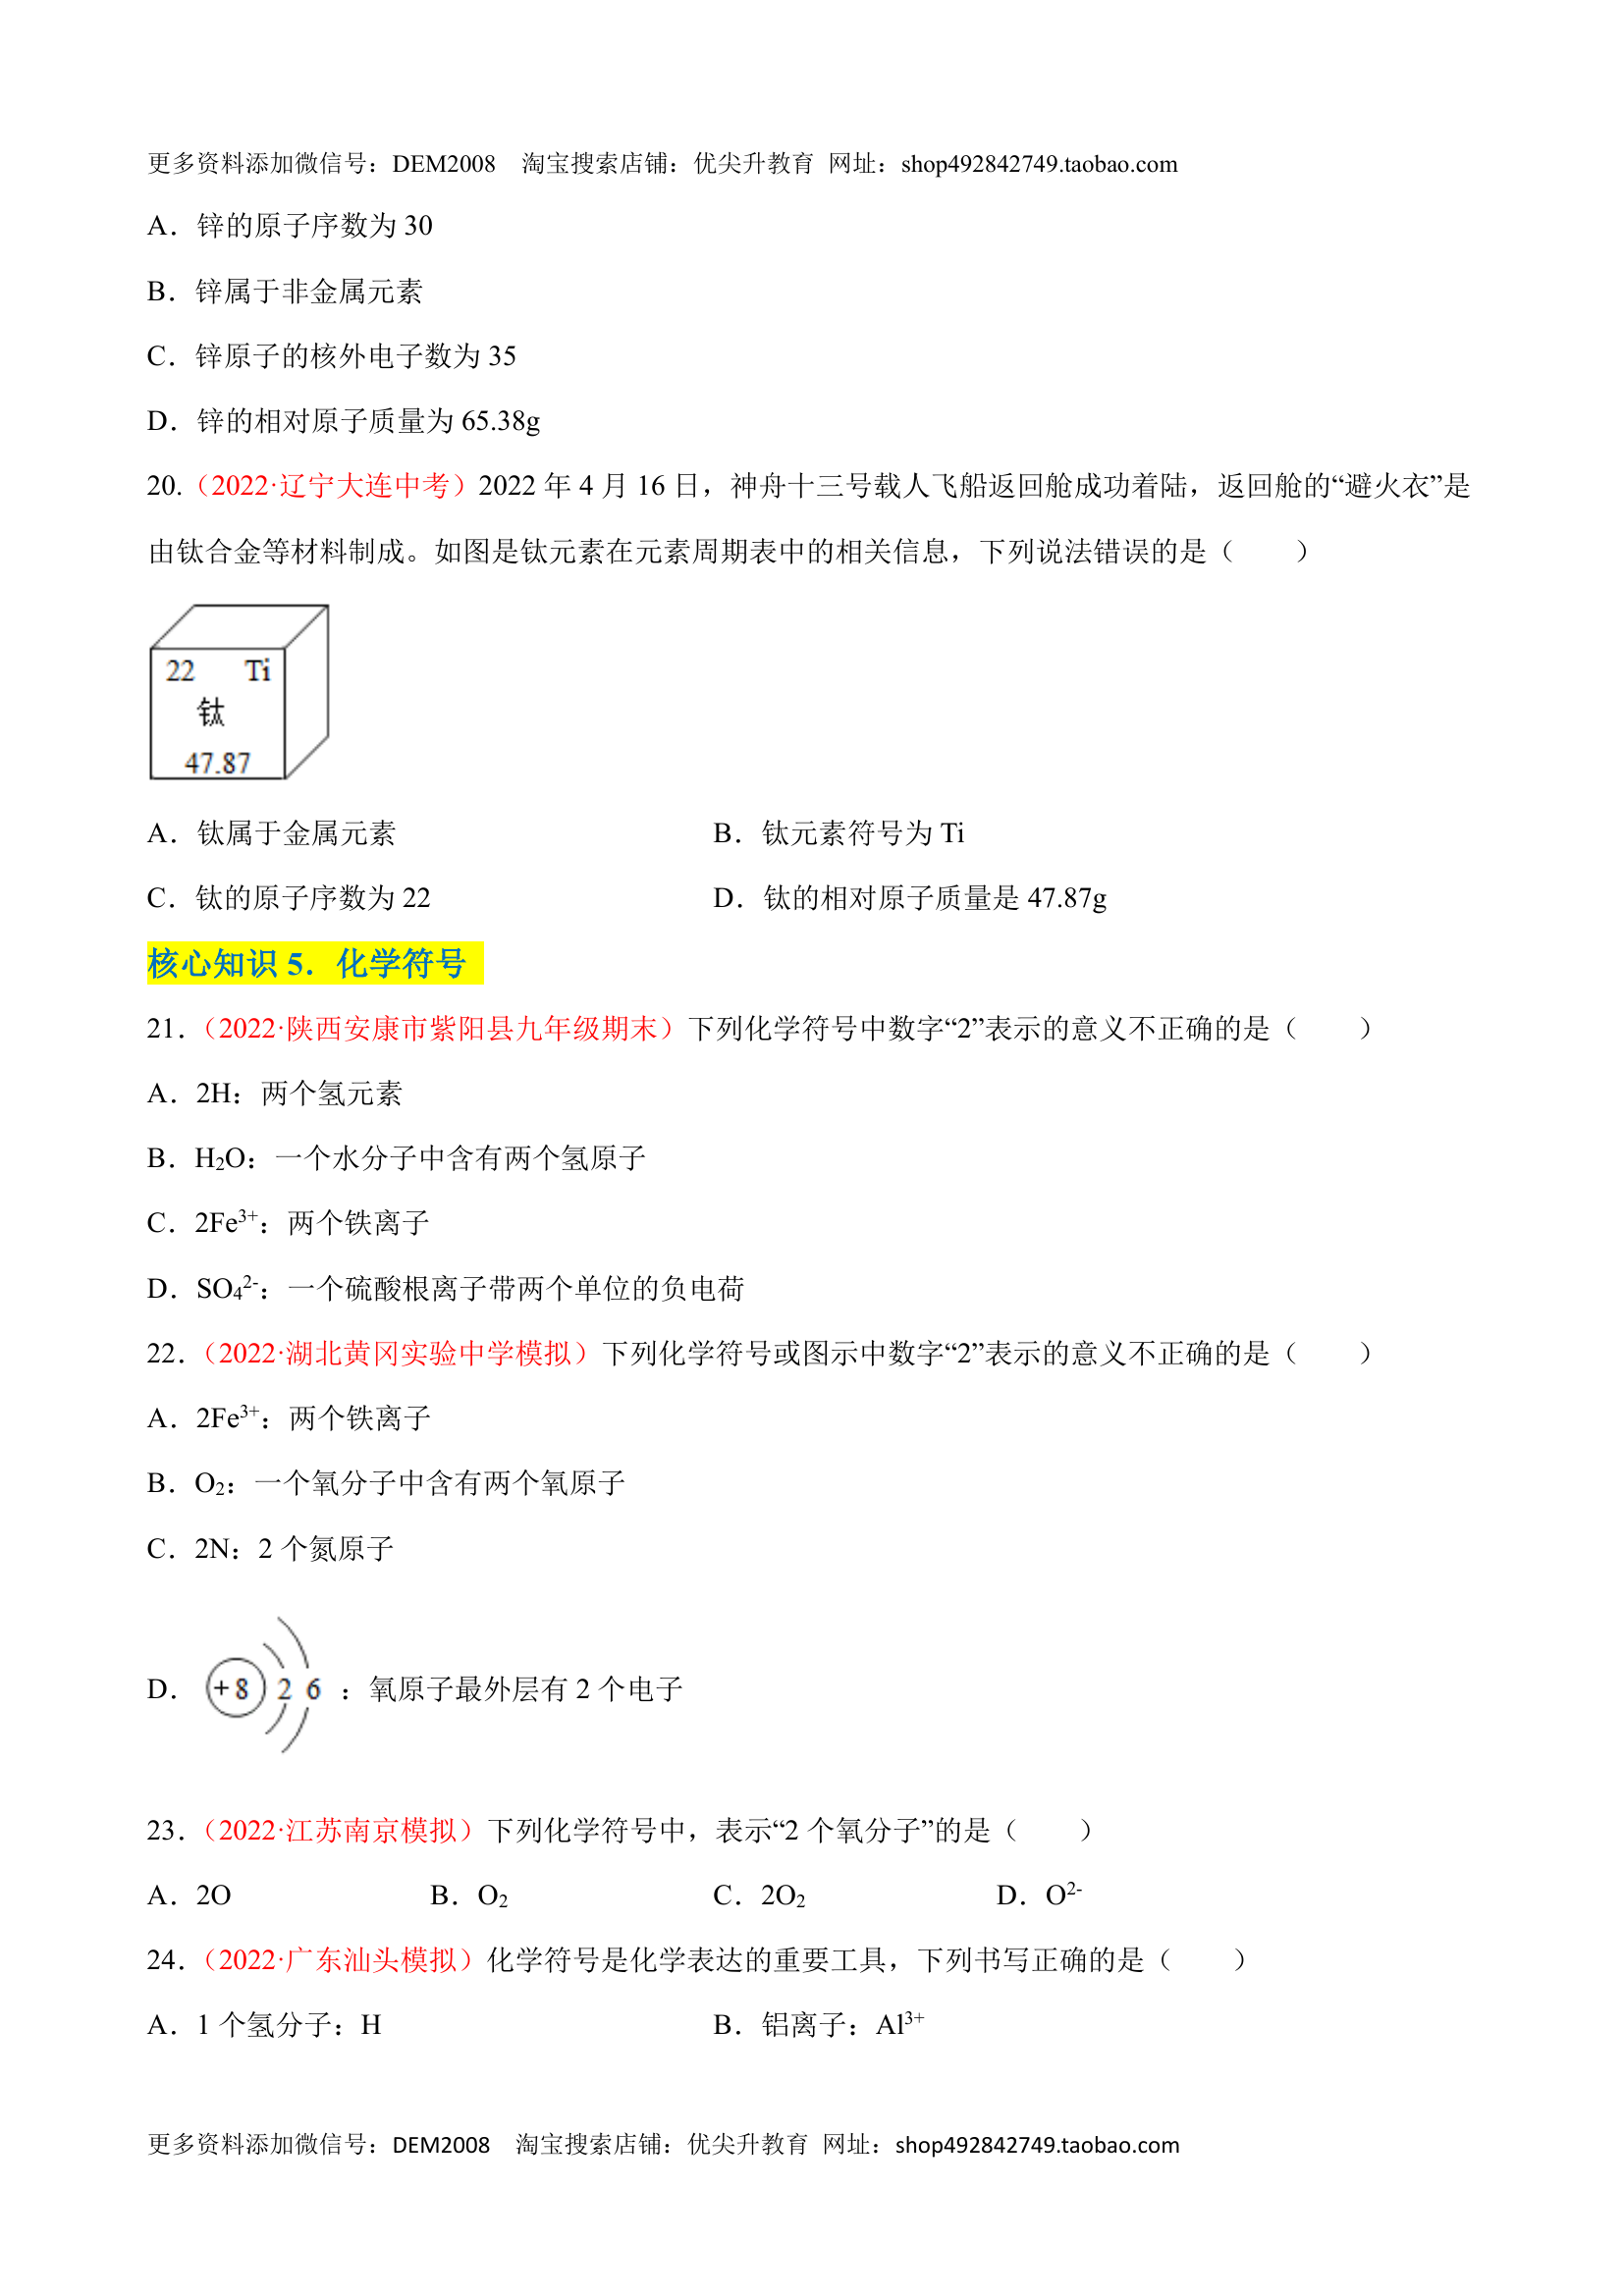 更多资料添加微信号：DEM2008 淘宝搜索店铺：优尖升教育 网址：shop492842749.taobao.com
A．锌的原子序数为 30
B．锌属于非金属元素
C．锌原子的核外电子数为 35
D．锌的相对原子质量为 65.38g
20.（2022·辽宁大连中考）2022 年 4 月 16 日，神舟十三号载人飞船返回舱成功着陆，返回舱的“避火衣”是
由钛合金等材料制成。如图是钛元素在元素周期表中的相关信息，下列说法错误的是（　　）
22 Ti
钛
47.87
A．钛属于金属元素 B．钛元素符号为 Ti
C．钛的原子序数为 22 D．钛的相对原子质量是 47.87g
核心知识 5．化学符号
21．（2022·陕西安康市紫阳县九年级期末）下列化学符号中数字“2”表示的意义不正确的是（　　）
A．2H：两个氢元素
B．H₂O：一个水分子中含有两个氢原子
C．2Fe³⁺：两个铁离子
D．SO₄²⁻：一个硫酸根离子带两个单位的负电荷
22．（2022·湖北黄冈实验中学模拟）下列化学符号或图示中数字“2”表示的意义不正确的是（　　）
A．2Fe³⁺：两个铁离子
B．O₂：一个氧分子中含有两个氧原子
C．2N：2 个氮原子
D． +8 2 6 ：氧原子最外层有 2 个电子
23．（2022·江苏南京模拟）下列化学符号中，表示“2 个氧分子”的是（　　）
A．2O B．O₂ C．2O₂ D．O²⁻
24．（2022·广东汕头模拟）化学符号是化学表达的重要工具，下列书写正确的是（　　）
A．1 个氢分子：H B．铝离子：Al³⁺
更多资料添加微信号：DEM2008 淘宝搜索店铺：优尖升教育 网址：shop492842749.taobao.com